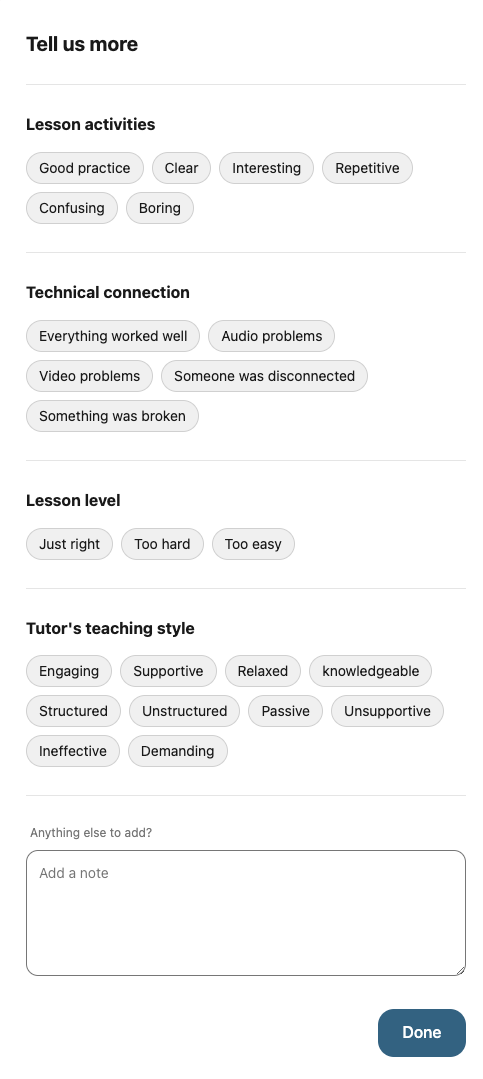 Tell us more
Lesson activities
Good practice Clear Interesting Repetitive
Confusing Boring
Technical connection
Everything worked well Audio problems
Video problems Someone was disconnected
Something was broken
Lesson level
Just right Too hard Too easy
Tutor's teaching style
Engaging Supportive Relaxed knowledgeable
Structured Unstructured Passive Unsupportive
Ineffective Demanding
Anything else to add?
Add a note
Done